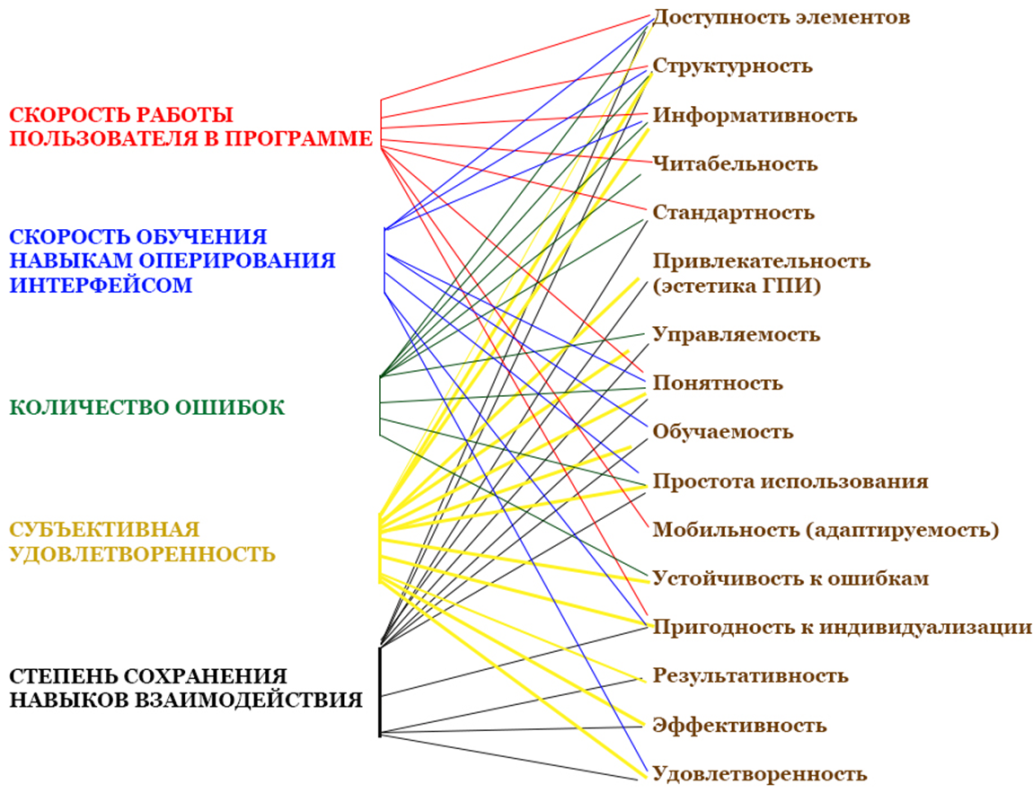 СКОРОСТЬ РАБОТЫ
ПОЛЬЗОВАТЕЛЯ В ПРОГРАММЕ
СКОРОСТЬ ОБУЧЕНИЯ
НАВЫКАМ ОПЕРИРОВАНИЯ
ИНТЕРФЕЙСОМ
КОЛИЧЕСТВО ОШИБОК
СУБЪЕКТИВНАЯ
УДОВЛЕТВОРЕННОСТЬ
СТЕПЕНЬ СОХРАНЕНИЯ
НАВЫКОВ ВЗАИМОДЕЙСТВИЯ
Доступность элементов
Структурность
Информативность
Читабельность
Стандартность
Привлекательность
(эстетика ГПИ)
Управляемость
Понятность
Обучаемость
Простота использования
Мобильность (адаптируемость)
Устойчивость к ошибкам
Пригодность к индивидуализации
Результативность
Эффективность
Удовлетворенность